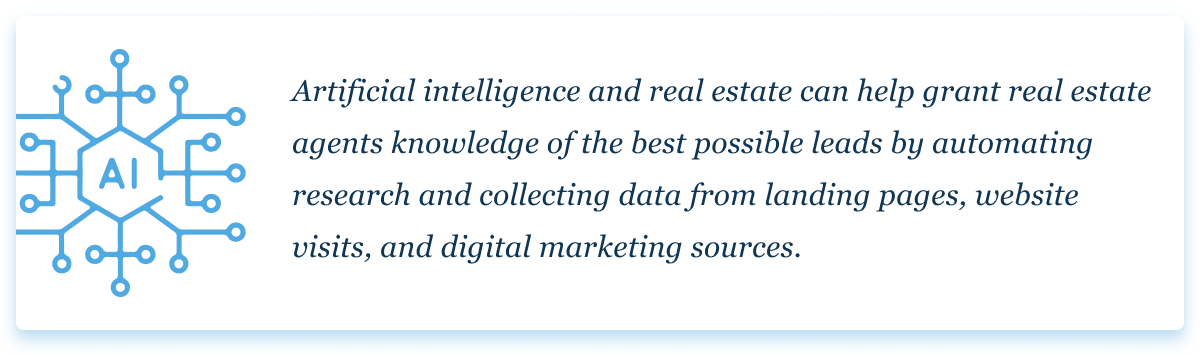 AI
Artificial intelligence and real estate can help grant real estate
agents knowledge of the best possible leads by automating
research and collecting data from landing pages, website
visits, and digital marketing sources.